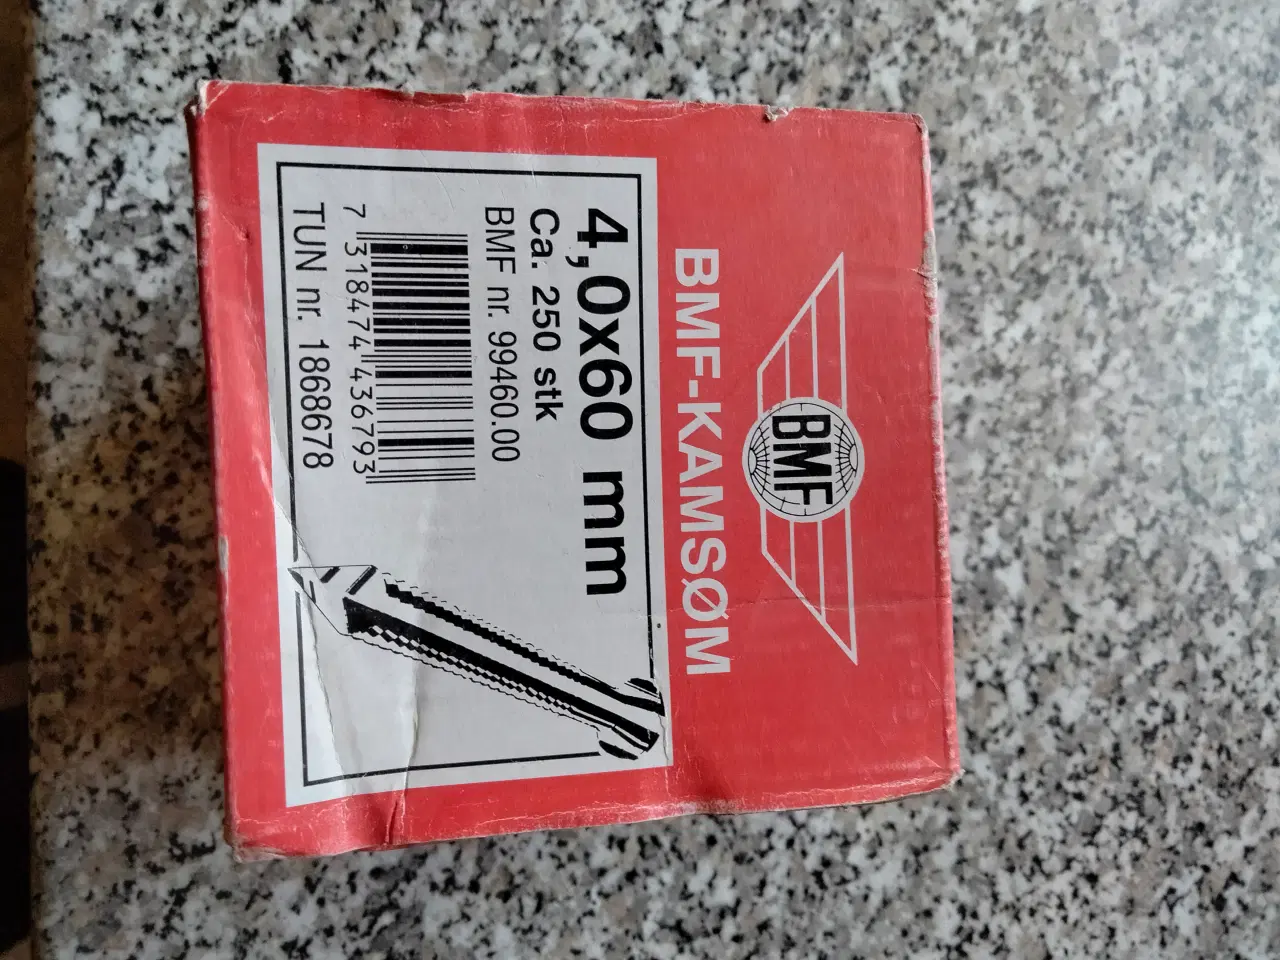 BMF
BMF-KAMSØM
4,0x60 mm
Ca. 250 stk
BMF nr. 99460.00
7 318474 436793
TUN nr. 1868678